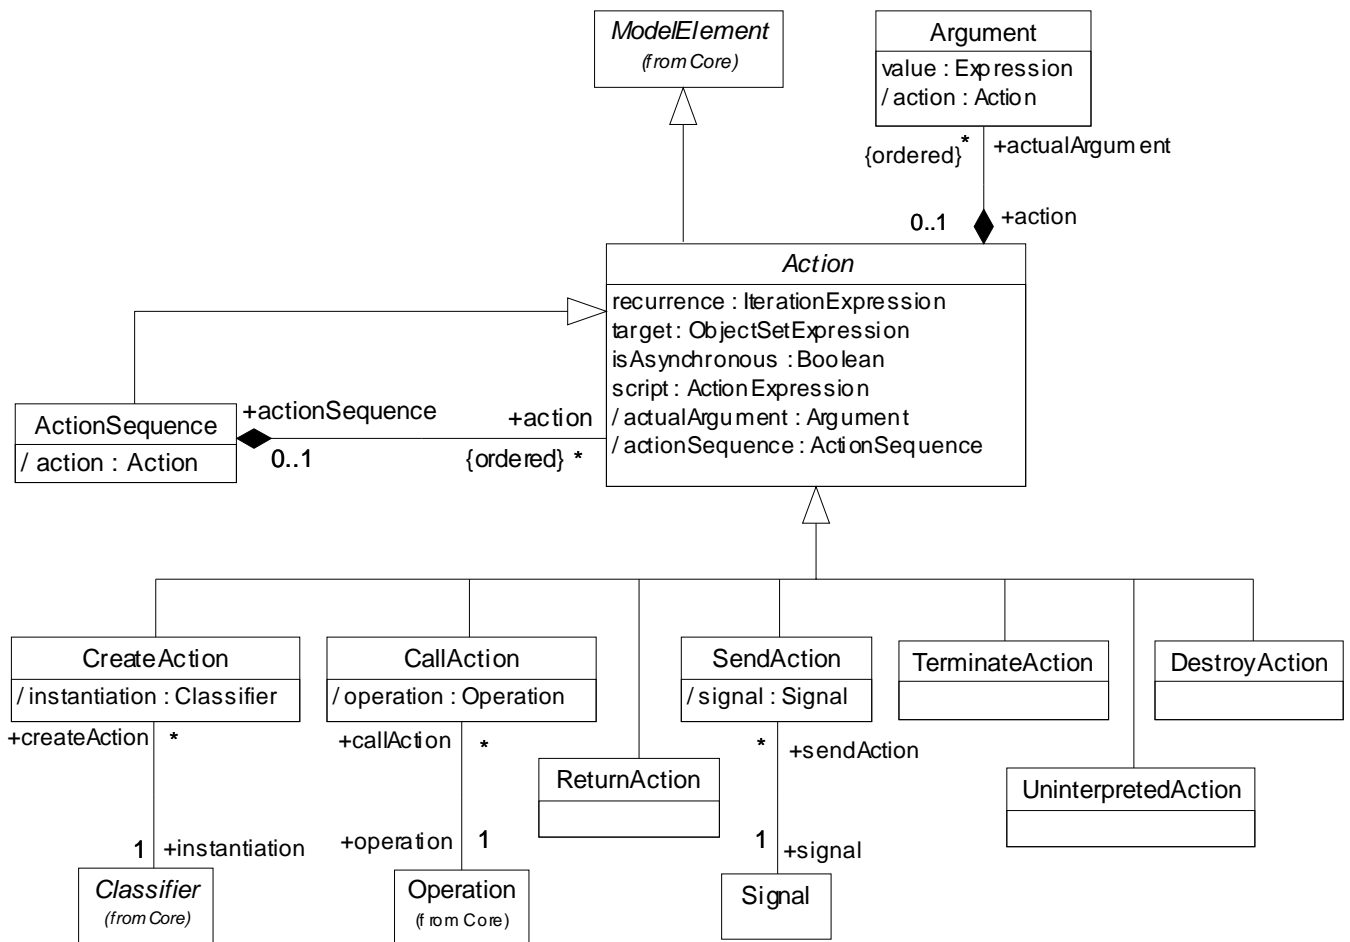 ModelElement
(from Core)
Argument
value : Expression
/ action : Action
*
{ordered}
+actualArgument
0..1
+action
Action
recurrence : IterationExpression
target : ObjectSetExpression
isAsynchronous : Boolean
script : ActionExpression
/ actualArgument : Argument
/ actionSequence : ActionSequence
ActionSequence
/ action : Action
+actionSequence
0..1
+action
{ordered} *
CreateAction
/ instantiation : Classifier
CallAction
/ operation : Operation
SendAction
/ signal : Signal
TerminateAction
DestroyAction
+createAction *
+callAction *
* +sendAction
ReturnAction
UninterpretedAction
1 +instantiation
+operation 1
1 +signal
Classifier
(from Core)
Operation
(from Core)
Signal